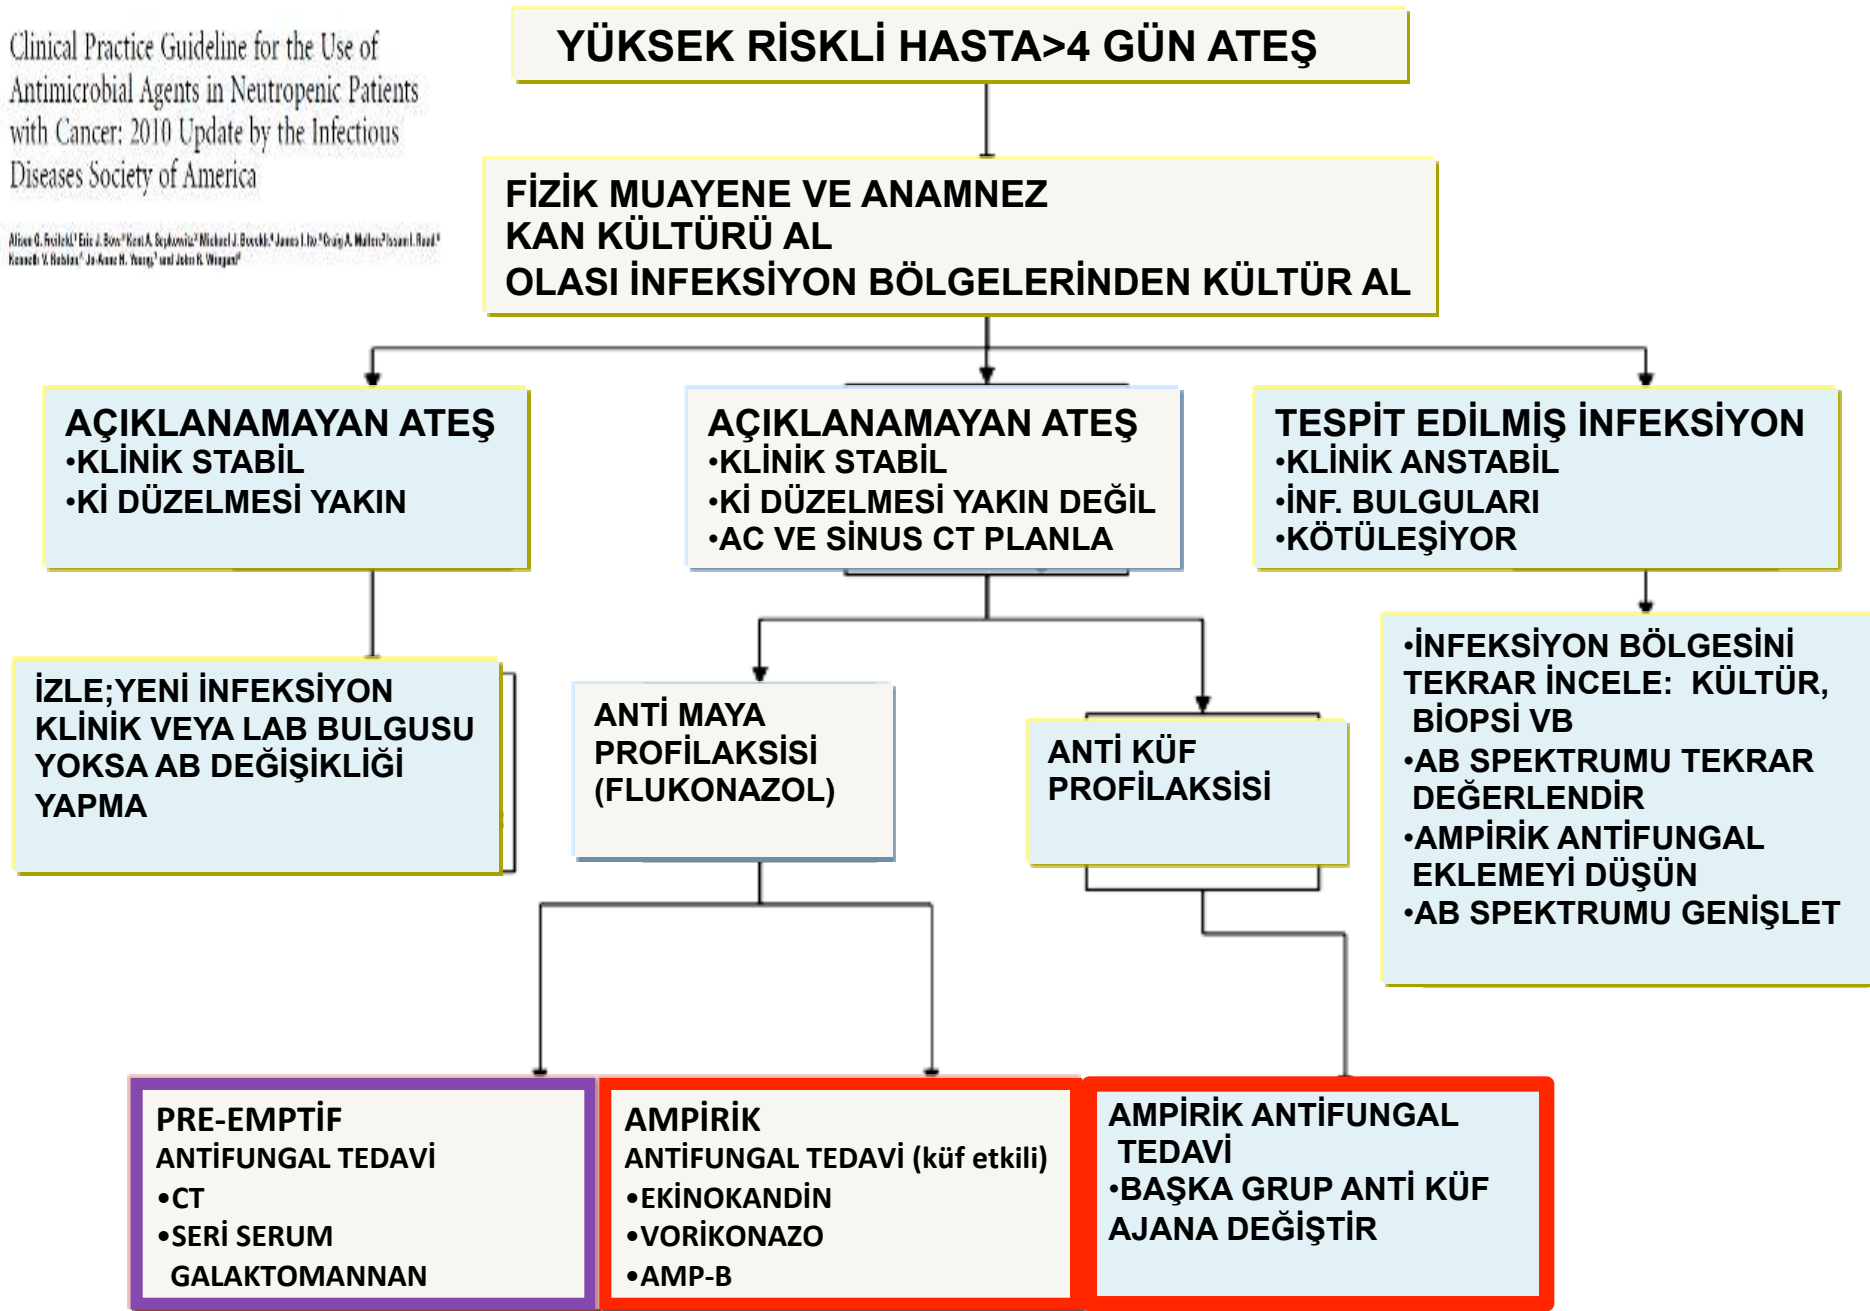 Clinical Practice Guideline for the Use of
Antimicrobial Agents in Neutropenic Patients
with Cancer: 2010 Update by the Infectious
Diseases Society of America
YÜKSEK RİSKLİ HASTA>4 GÜN ATEŞ
FİZİK MUAYENE VE ANAMNEZ
KAN KÜLTÜRÜ AL
OLASI İNFEKSİYON BÖLGELERİNDEN KÜLTÜR AL
AÇIKLANAMAYAN ATEŞ
•KLİNİK STABİL
•Kİ DÜZELMESİ YAKIN
AÇIKLANAMAYAN ATEŞ
•KLİNİK STABİL
•Kİ DÜZELMESİ YAKIN DEĞİL
•AC VE SİNUS CT PLANLA
TESPİT EDİLMİŞ İNFEKSİYON
•KLİNİK ANSTABİL
•İNF. BULGULARI
•KÖTÜLEŞİYOR
İZLE;YENİ İNFEKSİYON
KLİNİK VEYA LAB BULGUSU
YOKSA AB DEĞİŞİKLİĞİ
YAPMA
ANTİ MAYA
PROFİLAKSİSİ
(FLUKONAZOL)
ANTİ KÜF
PROFİLAKSİSİ
•İNFEKSİYON BÖLGESİNİ
TEKRAR İNCELE: KÜLTÜR,
BİOPSİ VB
•AB SPEKTRUMU TEKRAR
DEĞERLENDİR
•AMPİRİK ANTİFUNGAL
EKLEMEYİ DÜŞÜN
•AB SPEKTRUMU GENİŞLET
PRE-EMPTİF
ANTİFUNGAL TEDAVİ
•CT
•SERİ SERUM
GALAKTOMANNAN
AMPİRİK
ANTİFUNGAL TEDAVİ (küf etkili)
•EKİNOKANDİN
•VORİKONAZO
•AMP-B
AMPİRİK ANTİFUNGAL
TEDAVİ
•BAŞKA GRUP ANTİ KÜF
AJANA DEĞİŞTİR